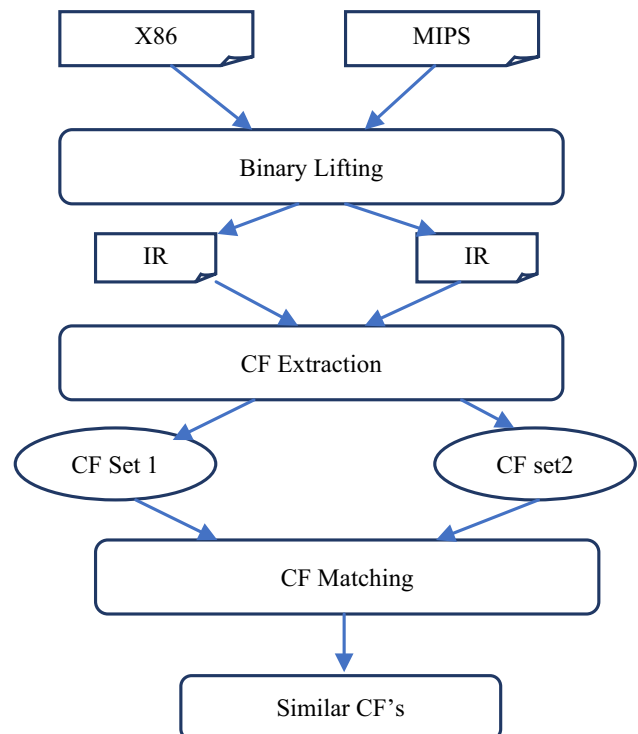 X86
MIPS
Binary Lifting
IR
IR
CF Extraction
CF Set 1
CF set2
CF Matching
Similar CF's